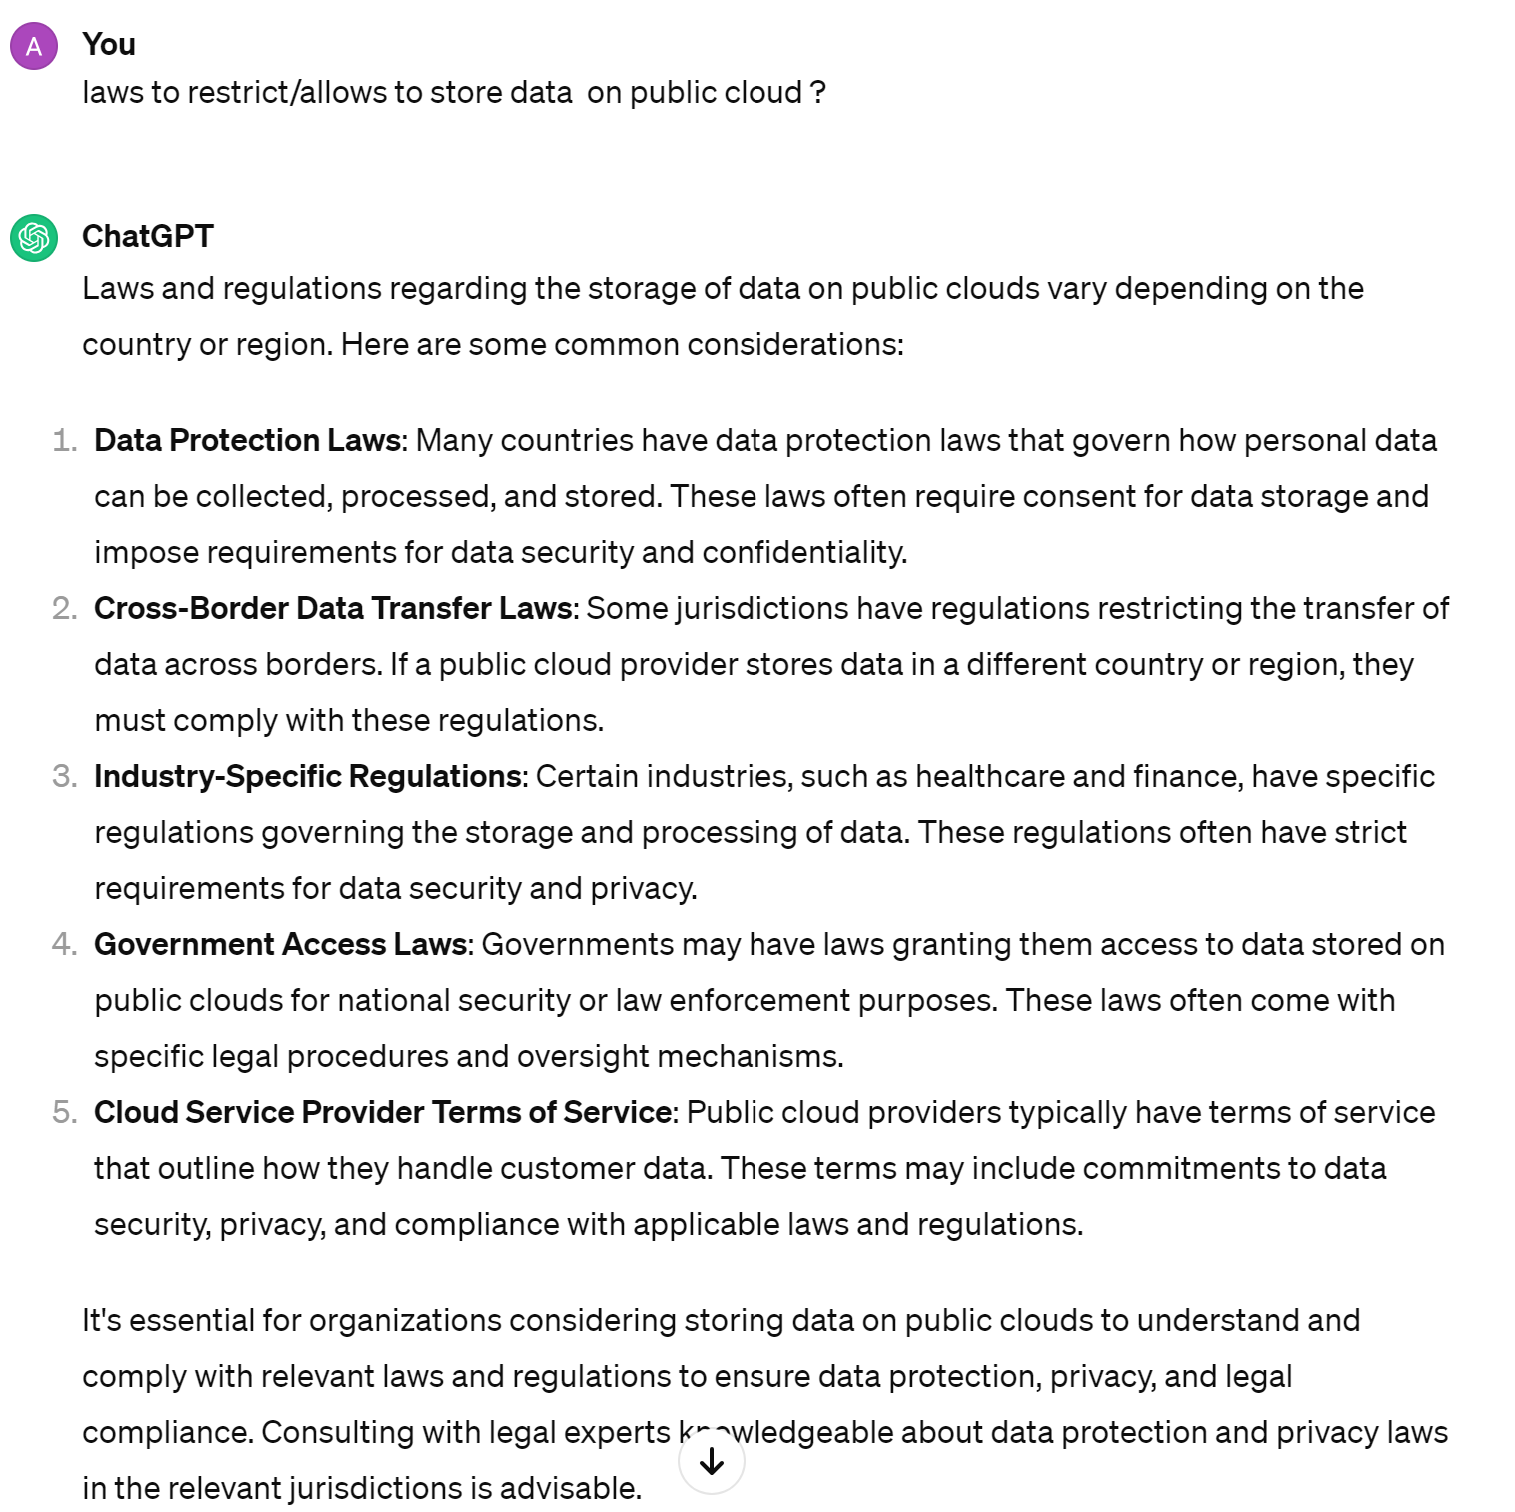 A
You
laws to restrict/allows to store data  on public cloud ?
ChatGPT
Laws and regulations regarding the storage of data on public clouds vary depending on the
country or region. Here are some common considerations:
1. Data Protection Laws: Many countries have data protection laws that govern how personal data
can be collected, processed, and stored. These laws often require consent for data storage and
impose requirements for data security and confidentiality.
2. Cross-Border Data Transfer Laws: Some jurisdictions have regulations restricting the transfer of
data across borders. If a public cloud provider stores data in a different country or region, they
must comply with these regulations.
3. Industry-Specific Regulations: Certain industries, such as healthcare and finance, have specific
regulations governing the storage and processing of data. These regulations often have strict
requirements for data security and privacy.
4. Government Access Laws: Governments may have laws granting them access to data stored on
public clouds for national security or law enforcement purposes. These laws often come with
specific legal procedures and oversight mechanisms.
5. Cloud Service Provider Terms of Service: Public cloud providers typically have terms of service
that outline how they handle customer data. These terms may include commitments to data
security, privacy, and compliance with applicable laws and regulations.
It's essential for organizations considering storing data on public clouds to understand and
comply with relevant laws and regulations to ensure data protection, privacy, and legal
compliance. Consulting with legal experts knowledgeable about data protection and privacy laws
in the relevant jurisdictions is advisable.